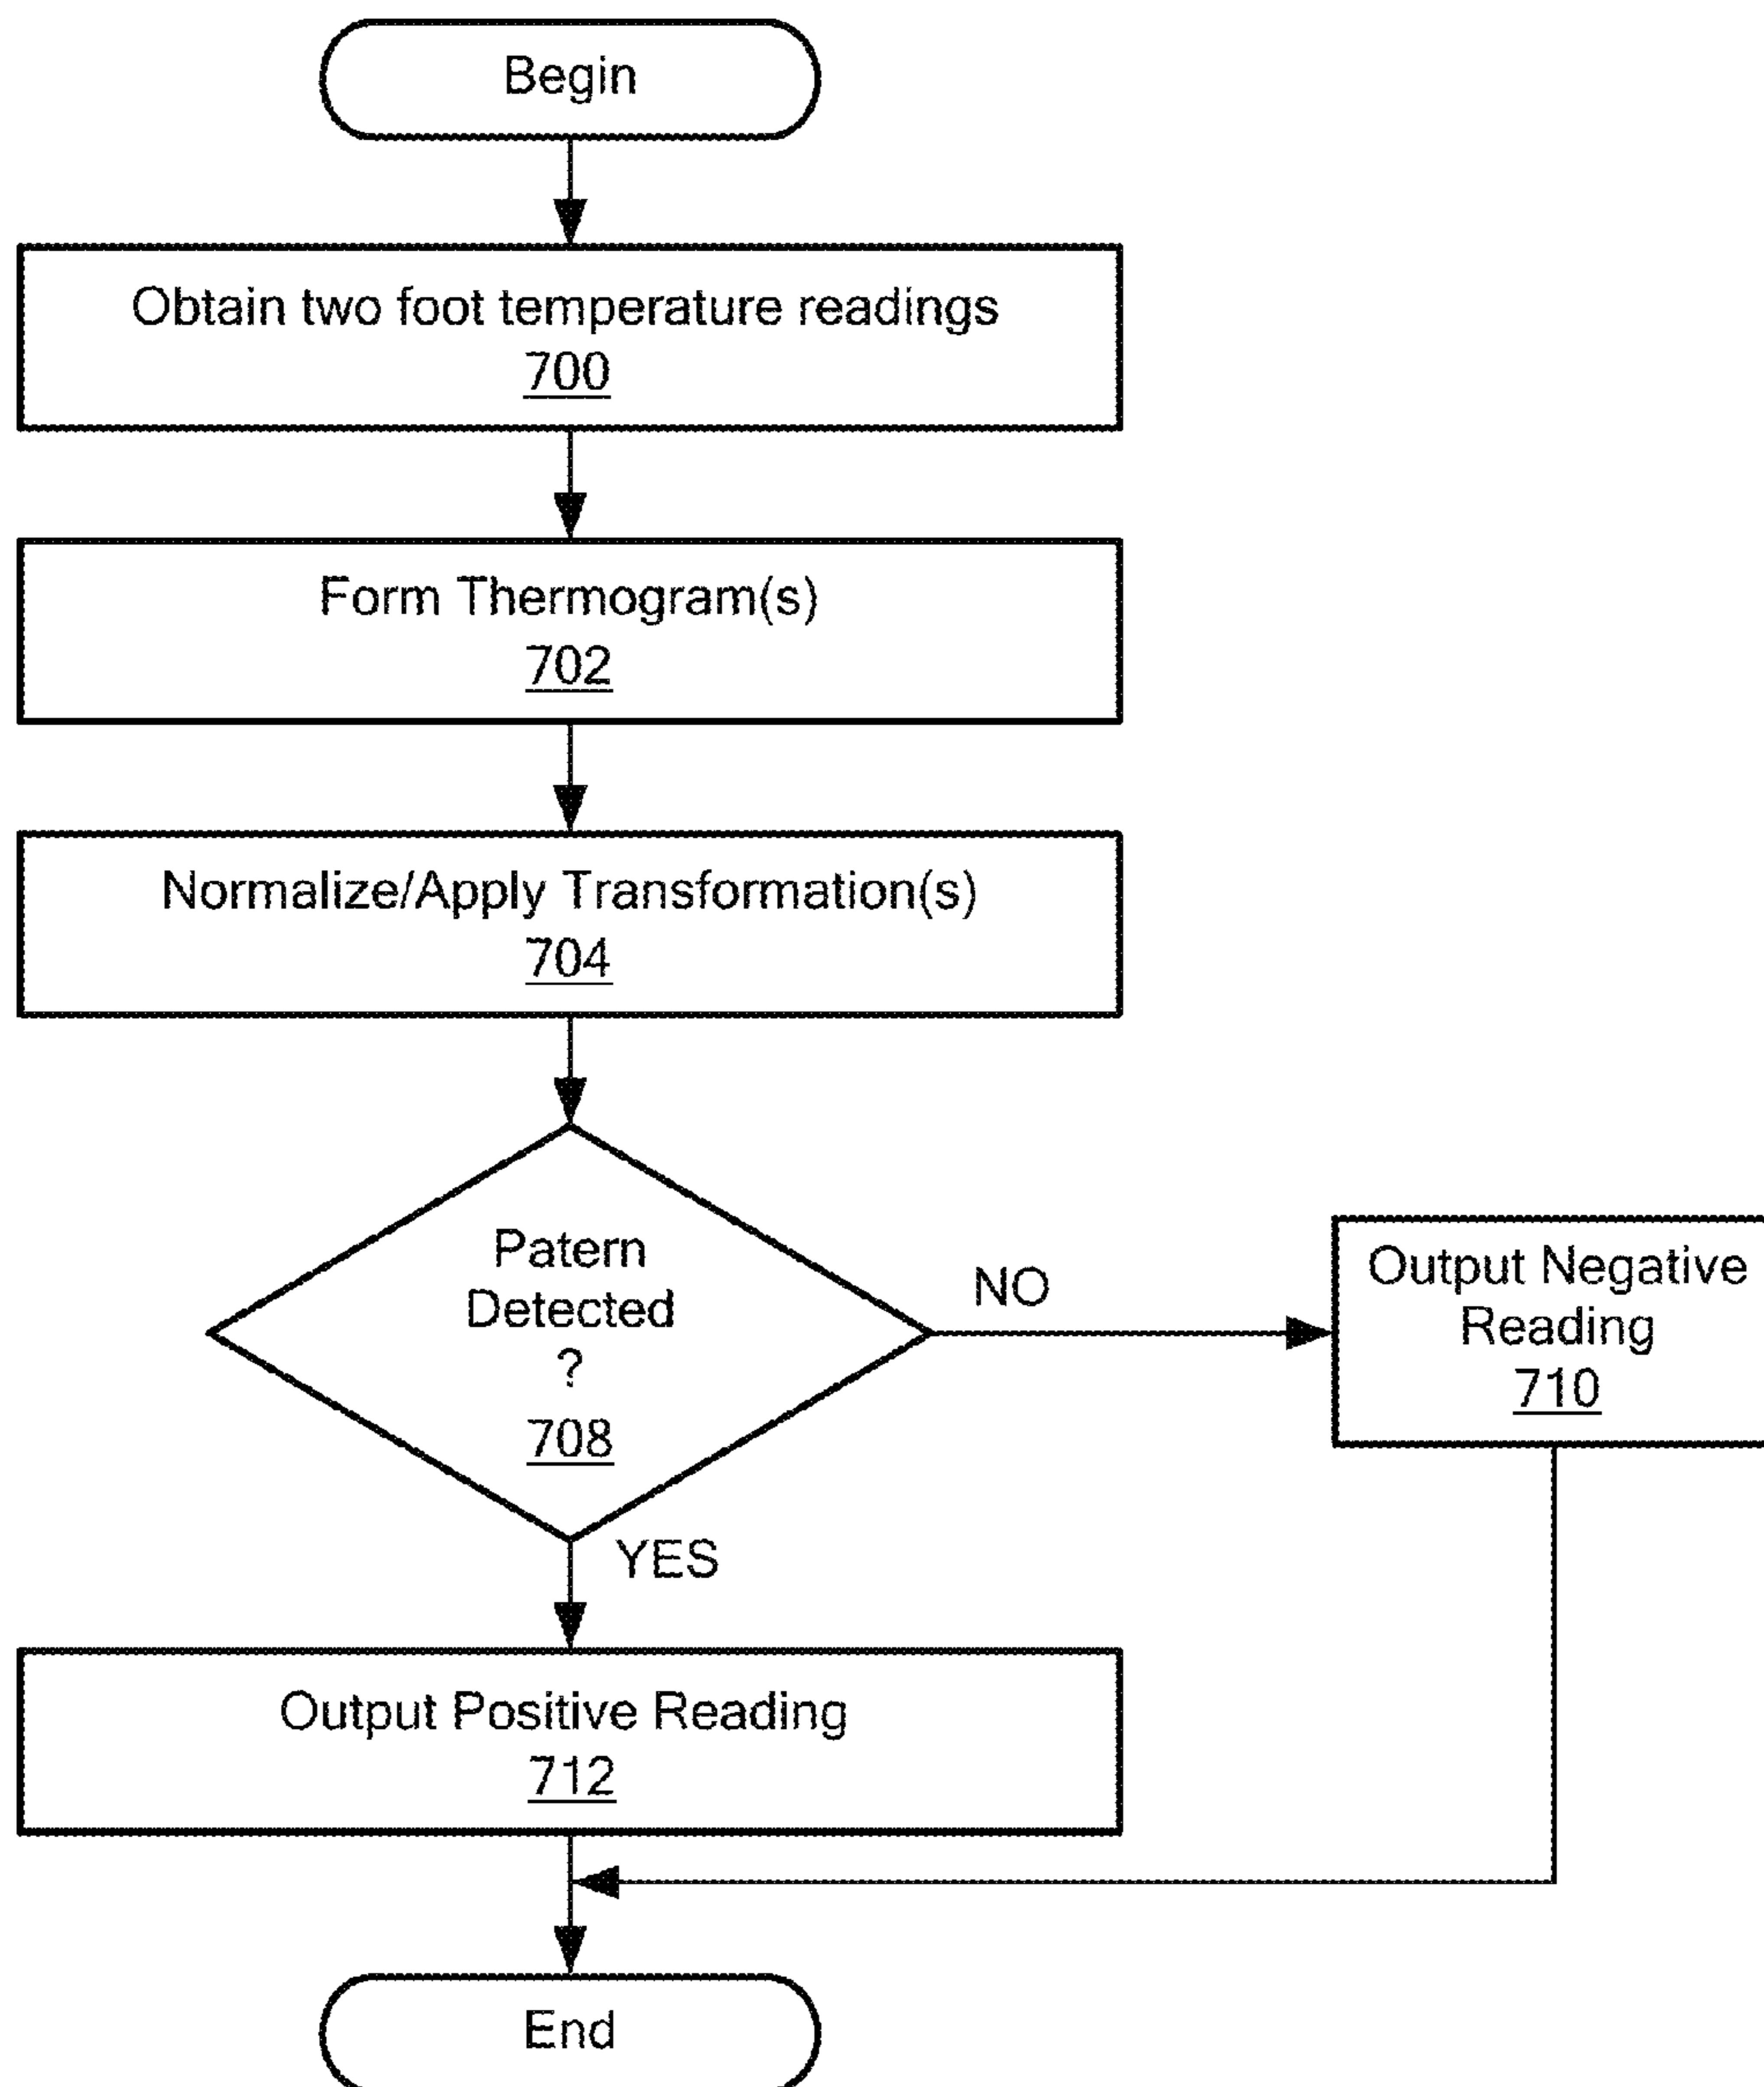 Begin
Obtain two foot temperature readings
700
Form Thermogram(s)
702
Normalize/Apply Transformation(s)
704
Patern
Detected
?
708
NO
Output Negative
Reading
710
YES
Output Positive Reading
712
End